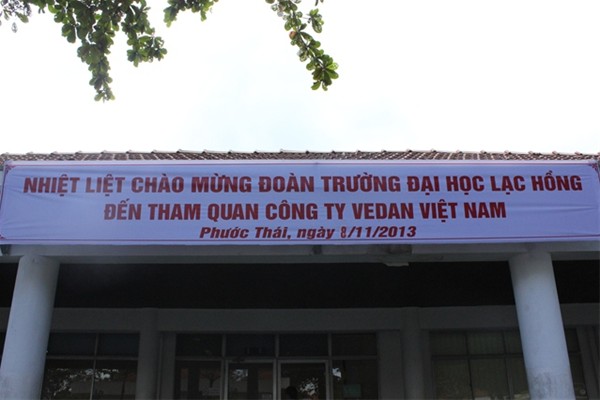 NHIỆT LIỆT CHÀO MỪNG ĐOÀN TRƯỜNG ĐẠI HỌC LẠC HỒNG
ĐẾN THAM QUAN CÔNG TY VEDAN VIỆT NAM
Phước Thái, ngày 8/11/2013